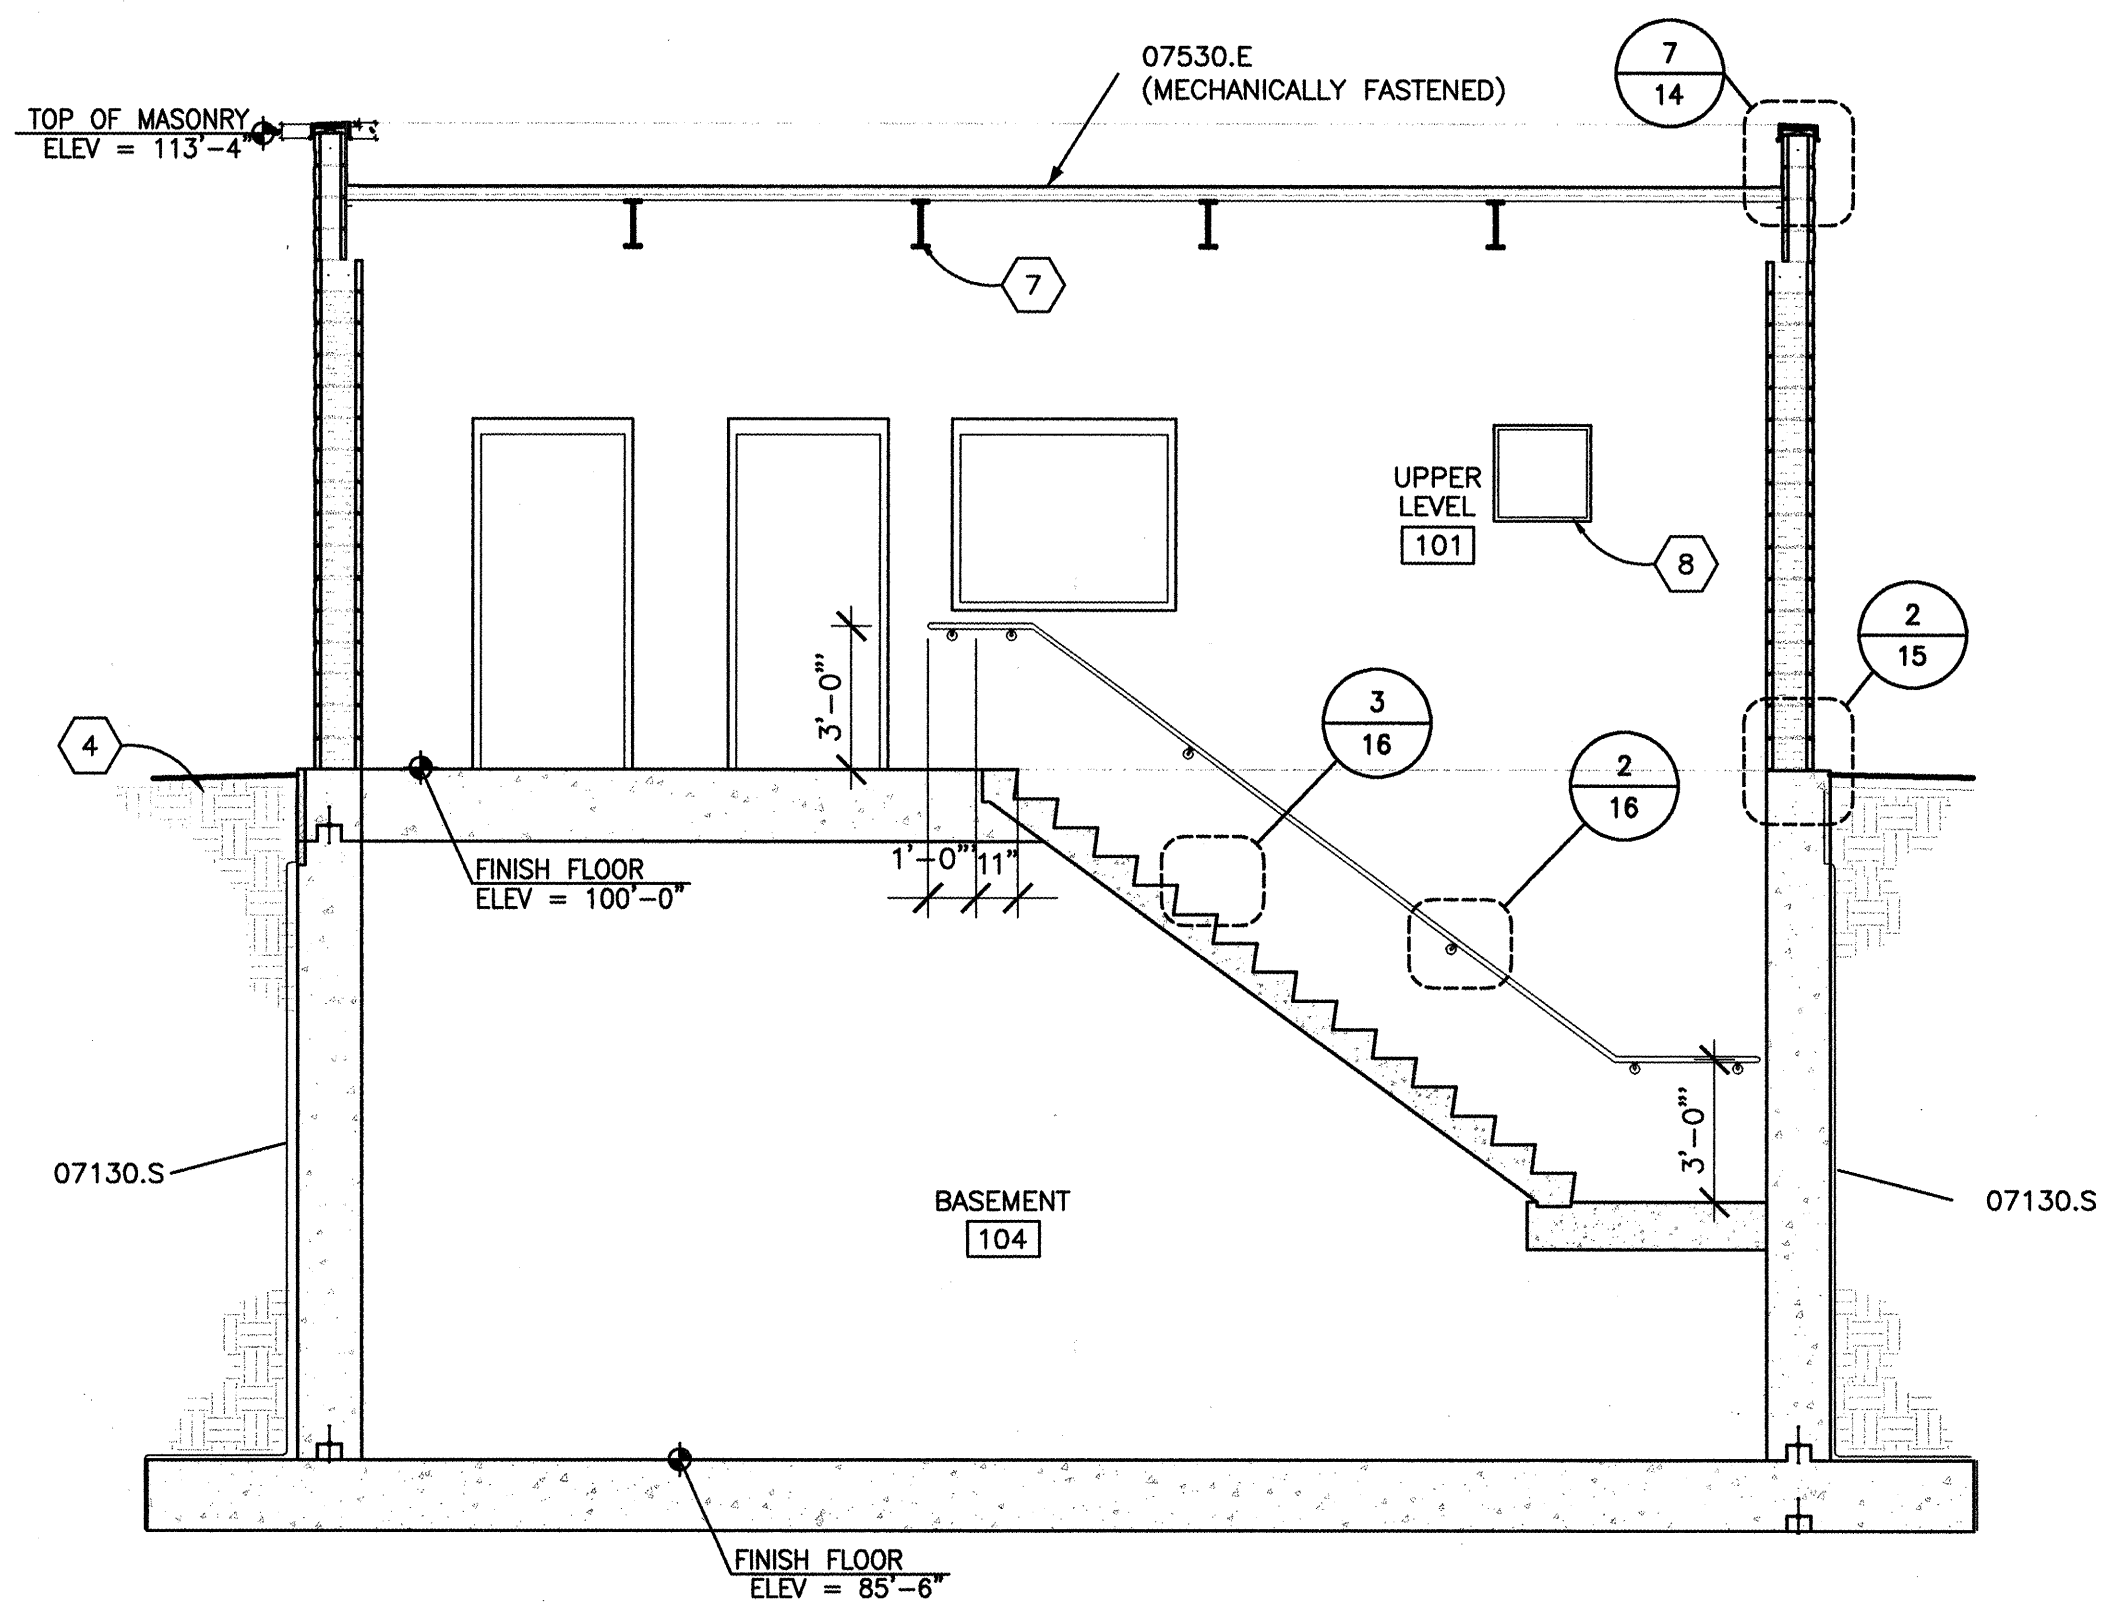 07530.E
(MECHANICALLY FASTENED)
7
14
TOP OF MASONRY
ELEV = 113'-4"
7
UPPER
LEVEL
101
8
2
15
3'-0"'
3
16
2
16
4
1'-0"'
11"
FINISH FLOOR
ELEV = 100'-0"
3'-0"'
07130.S
BASEMENT
104
07130.S
FINISH FLOOR
ELEV = 85'-6"